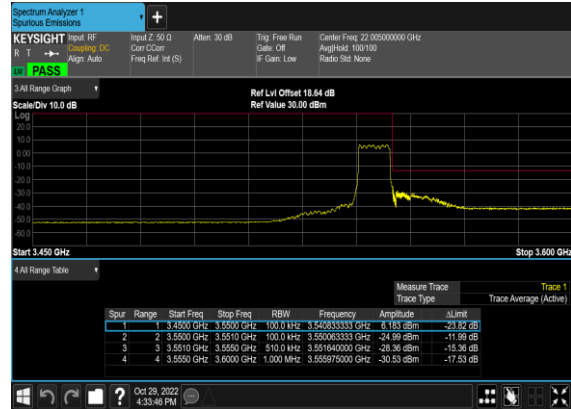 Spectrum Analyzer 1
Spurious Emissions
KEYSIGHT
R T
LXI PASS
Input: RF
Coupling: DC
Align: Auto
Input Z: 50 Ω
Corr CCorr
Freq Ref: Int (S)
Atten: 30 dB
Trig: Free Run
Gate: Off
IF Gain: Low
Center Freq: 22.005000000 GHz
Avg|Hold: 100/100
Radio Std: None
3 All Range Graph
Scale/Div 10.0 dB
Ref Lvl Offset 18.64 dB
Ref Value 30.00 dBm
Log
20.0
10.0
0.00
-10.0
-20.0
-30.0
-40.0
-50.0
-60.0
Start 3.450 GHz
Stop 3.600 GHz
4 All Range Table
Measure Trace Trace 1
Trace Type Trace Average (Active)
Spur Range Start Freq Stop Freq RBW Frequency Amplitude ΔLimit
1 1 3.4500 GHz 3.5500 GHz 100.0 kHz 3.540833333 GHz 6.183 dBm -23.82 dB
2 2 3.5500 GHz 3.5510 GHz 100.0 kHz 3.550063333 GHz -24.99 dBm -11.99 dB
3 3 3.5510 GHz 3.5550 GHz 510.0 kHz 3.551640000 GHz -28.36 dBm -15.36 dB
4 4 3.5550 GHz 3.6000 GHz 1.000 MHz 3.555975000 GHz -30.53 dBm -17.53 dB
?
Oct 29, 2022
4:33:46 PM